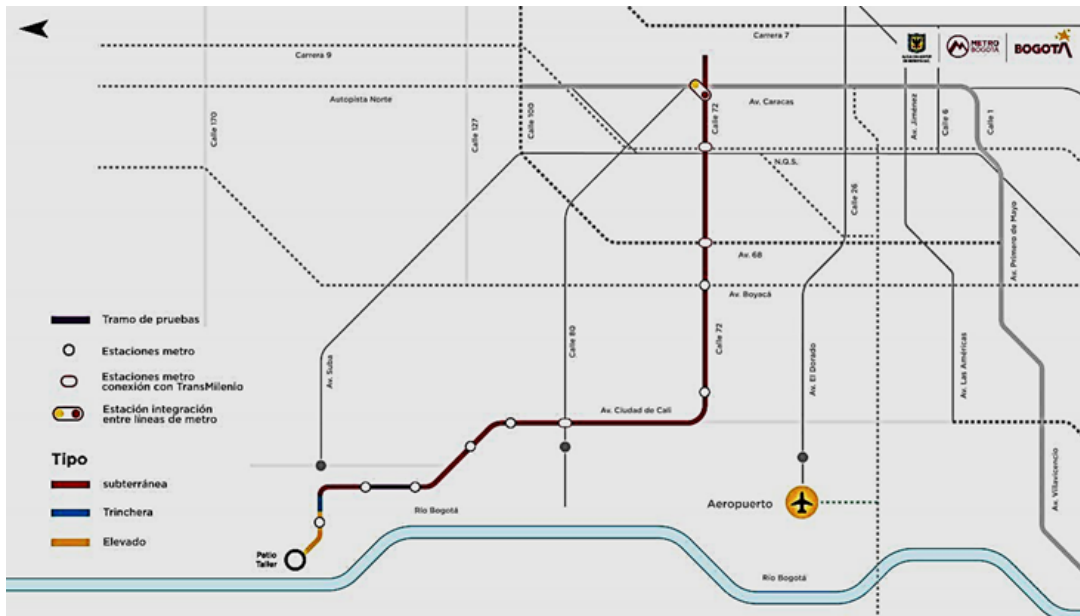 Carrera 7
METRO
BOGOTÁ
BOGOTÁ
Carrera 9
Autopista Norte
Av. Caracas
Calle 170
Calle 127
Calle 100
Calle 72
Av. Jiménez
Calle 6
Calle 1
N.Q.S.
Calle 26
Av. Primero de Mayo
Av. 68
Av. Boyacá
Tramo de pruebas
Estaciones metro
Estaciones metro
conexión con TransMilenio
Estación integración
entre líneas de metro
Av. Suba
Calle 80
Calle 72
Av. El Dorado
Av. Las Américas
Av. Ciudad de Cali
Av. Villavicencio
Tipo
subterránea
Trinchera
Elevado
Río Bogotá
Aeropuerto
Patio
Taller
Río Bogotá